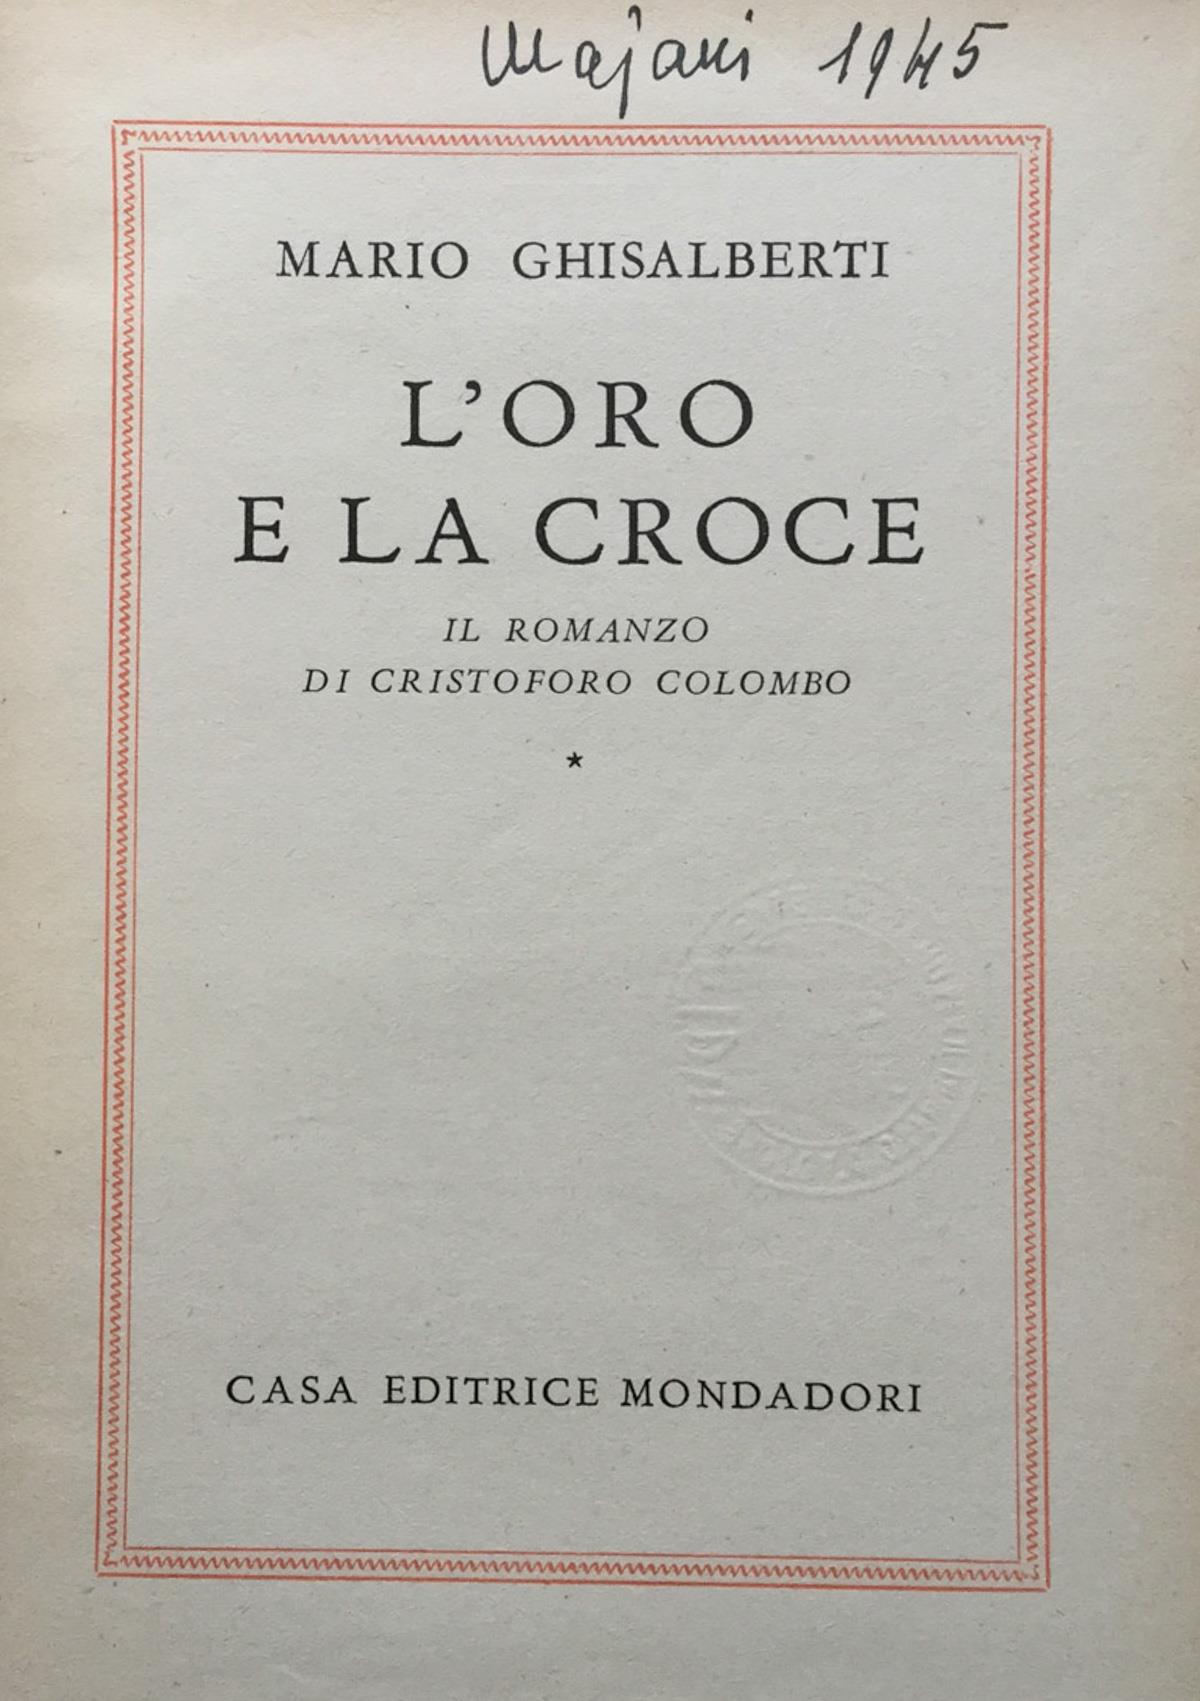 Majani 1945
MARIO GHISALBERTI
L'ORO
E LA CROCE
IL ROMANZO
DI CRISTOFORO COLOMBO
*
CASA EDITRICE MONDADORI